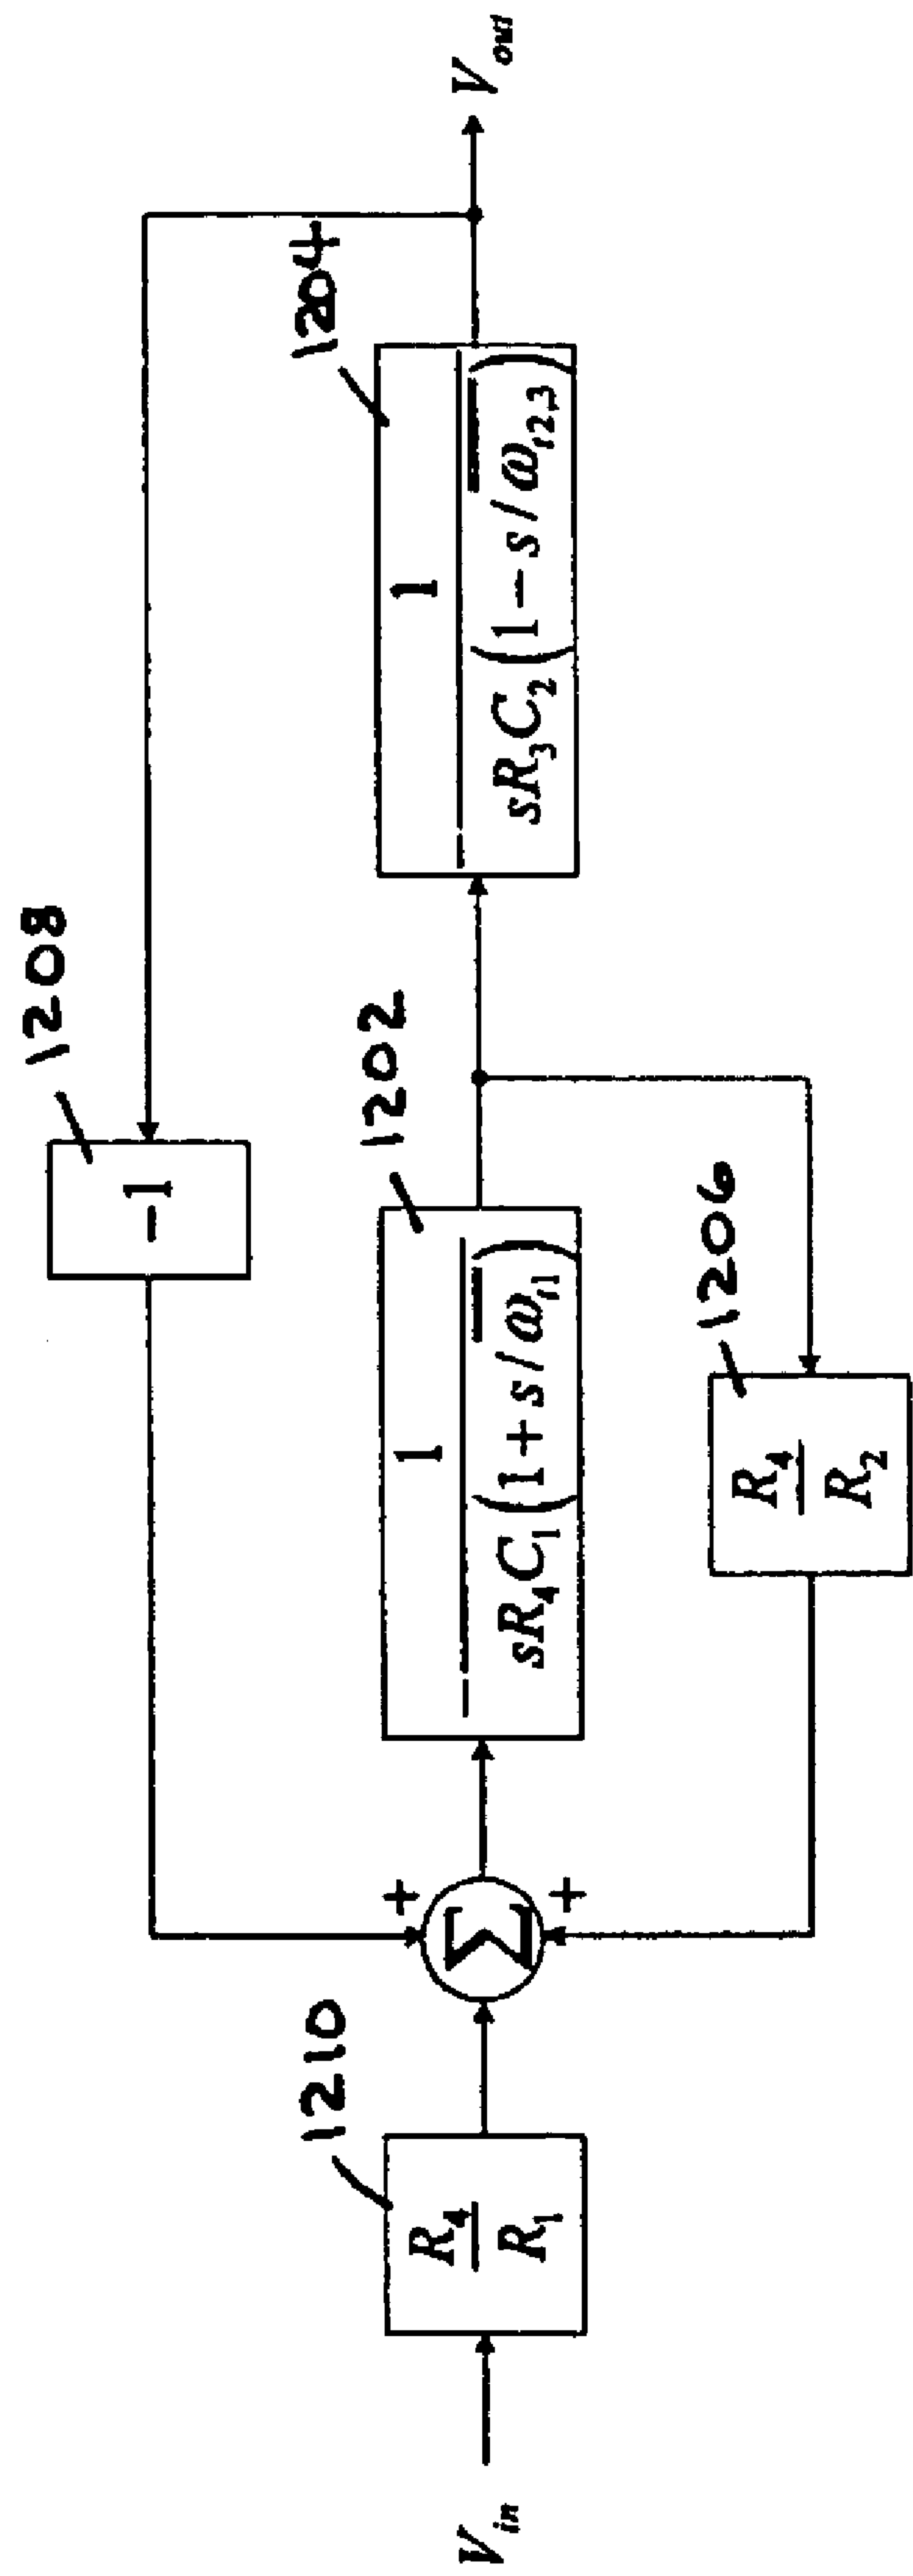 1208
-1
1210
1202
1204
V_in
R_4
R_1
+
Σ
+
- 1
sR_4C_1(1+s/ω_t1)
- 1
sR_3C_2(1-s/ω_t2,3)
V_out
1206
R_4
R_2